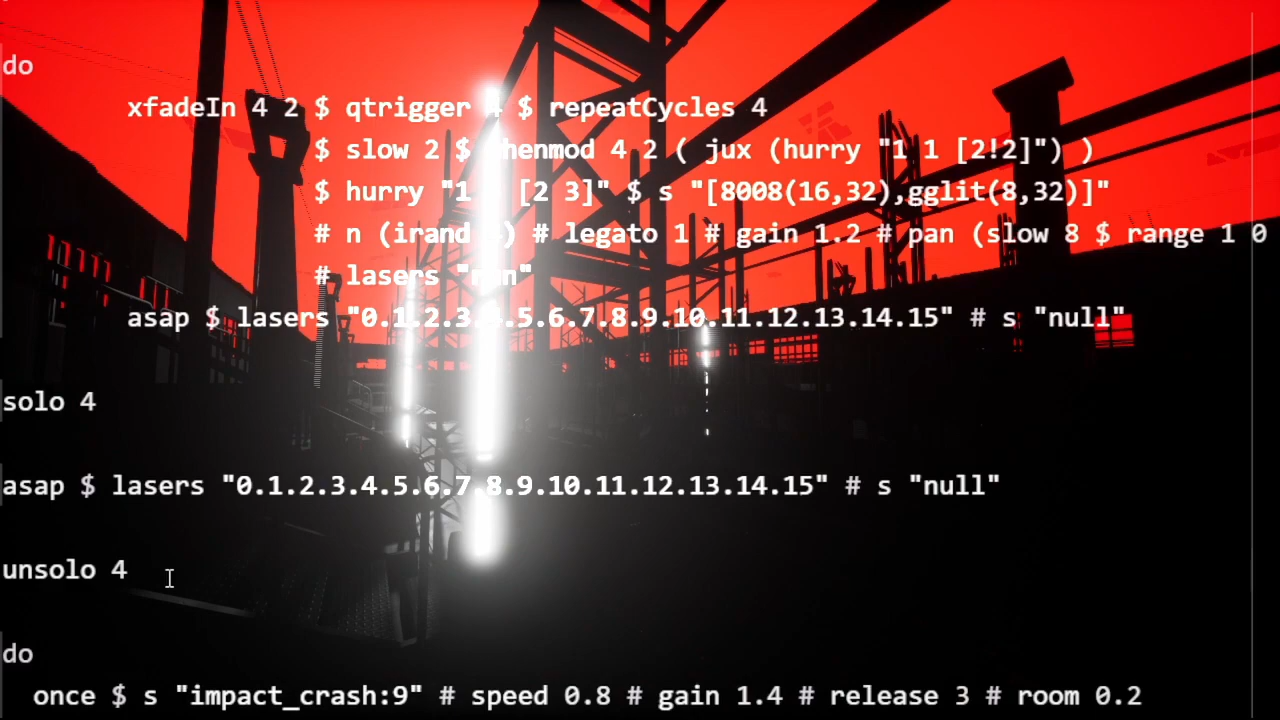 do
xfadeIn 4 2 $ qtrigger 4 $ repeatCycles 4
$ slow 2 $ whenmod 4 2 ( jux (hurry "1 1 [2!2]") )
$ hurry "1 [2 3]" $ s "[8008(16,32),gglit(8,32)]"
# n (irand ) # legato 1 # gain 1.2 # pan (slow 8 $ range 1 0
# lasers "run"
asap $ lasers "0.1.2.3.4.5.6.7.8.9.10.11.12.13.14.15" # s "null"
solo 4
asap $ lasers "0.1.2.3.4.5.6.7.8.9.10.11.12.13.14.15" # s "null"
unsolo 4
do
once $ s "impact_crash:9" # speed 0.8 # gain 1.4 # release 3 # room 0.2